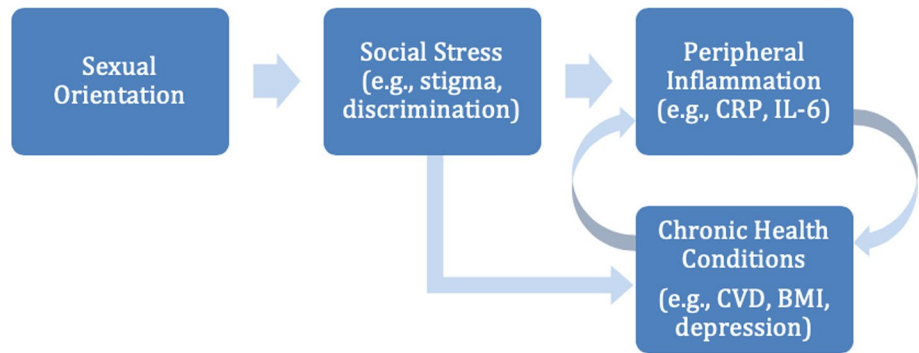 Sexual
Orientation
Social Stress
(e.g., stigma,
discrimination)
Peripheral
Inflammation
(e.g., CRP, IL-6)
Chronic Health
Conditions
(e.g., CVD, BMI,
depression)